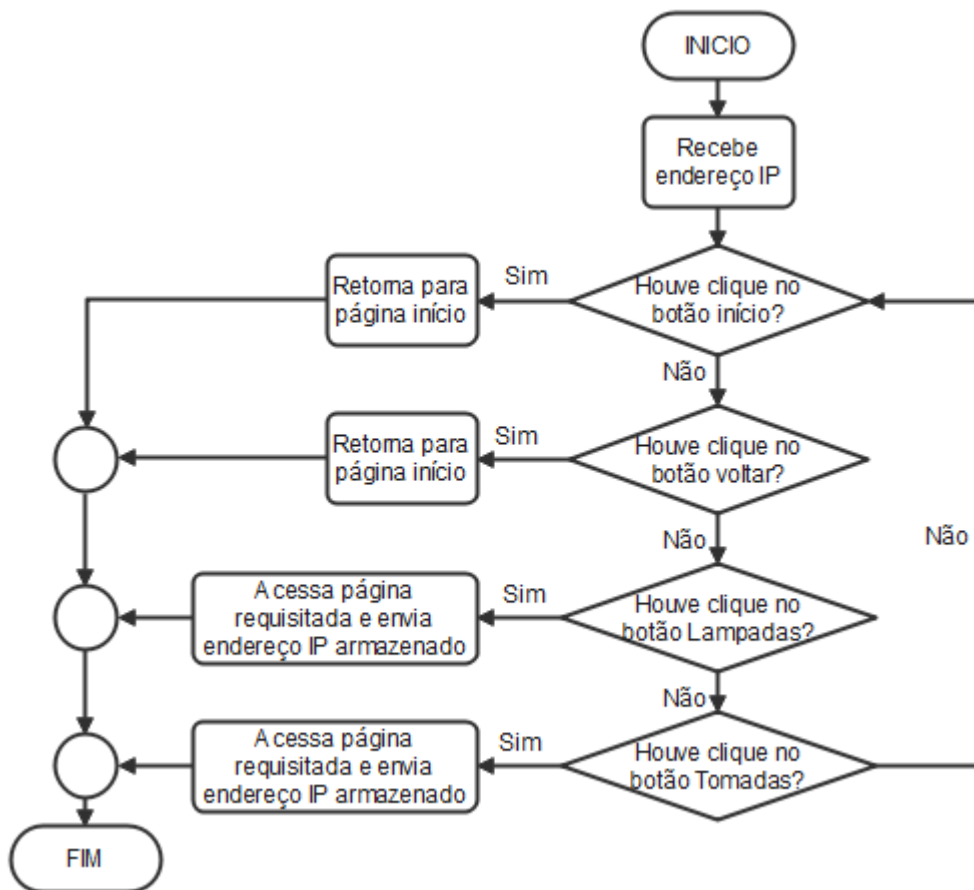 INICIO
Recebe
endereço IP
Houve clique no
botão início?
Sim
Retorna para
página início
Não
Houve clique no
botão voltar?
Sim
Retorna para
página início
Não
Não
Houve clique no
botão Lampadas?
Sim
A cessa página
requisitada e envia
endereço IP armazenado
Não
Houve clique no
botão Tomadas?
Sim
A cessa página
requisitada e envia
endereço IP armazenado
FIM